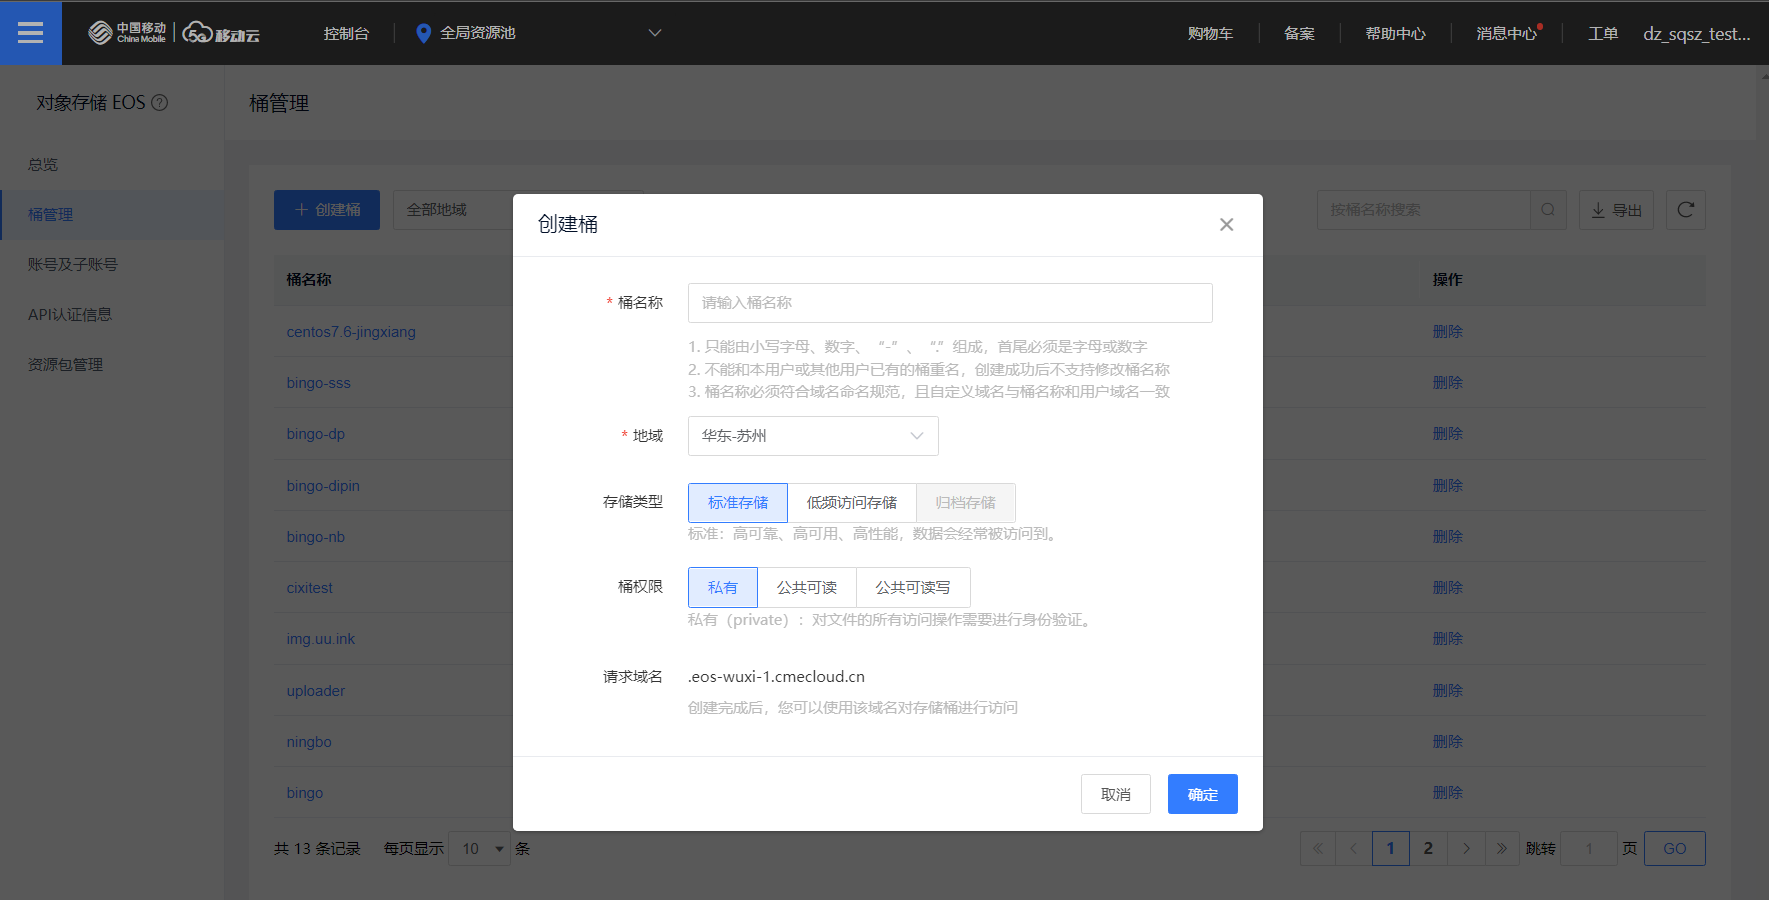 中国移动 China Mobile 5G 移动云 控制台 全局资源池 购物车 备案 帮助中心 消息中心 工单 dz_sqsz_test...
对象存储 EOS ?
桶管理
总览
桶管理
账号及子账号
API认证信息
资源包管理
创建桶 全部地域 按桶名称搜索 导出
桶名称 操作
centos7.6-jingxiang 删除
bingo-sss 删除
bingo-dp 删除
bingo-dipin 删除
bingo-nb 删除
cixitest 删除
img.uu.ink 删除
uploader 删除
ningbo 删除
bingo 删除
共 13 条记录 每页显示 10 条 1 2 跳转 1 页 GO
创建桶
* 桶名称 请输入桶名称
1. 只能由小写字母、数字、“-”、“.”组成，首尾必须是字母或数字
2. 不能和本用户或其他用户已有的桶重名，创建成功后不支持修改桶名称
3. 桶名称必须符合域名命名规范，且自定义域名与桶名称和用户域名一致
* 地域 华东-苏州
存储类型 标准存储 低频访问存储 归档存储
标准：高可靠、高可用、高性能，数据会经常被访问到。
桶权限 私有 公共可读 公共可读写
私有（private）：对文件的所有访问操作需要进行身份验证。
请求域名 .eos-wuxi-1.cmecloud.cn
创建完成后，您可以使用该域名对存储桶进行访问
取消 确定